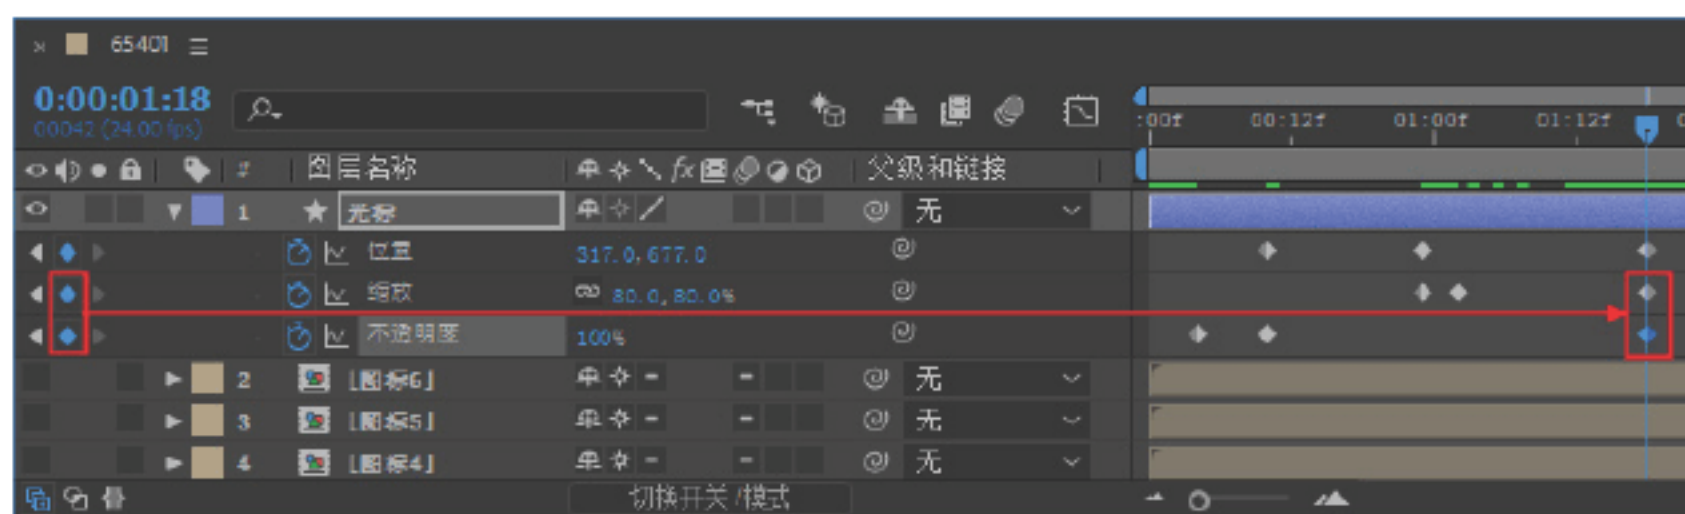 65401
0:00:01:18
00042 (24.00 fps)
:00f 00:12f 01:00f 01:12f
# 图层名称 fx 父级和链接
1 光标 无
位置 317.0,677.0
缩放 80.0,80.0%
不透明度 100%
2 [图标6] 无
3 [图标5] 无
4 [图标4] 无
切换开关/模式